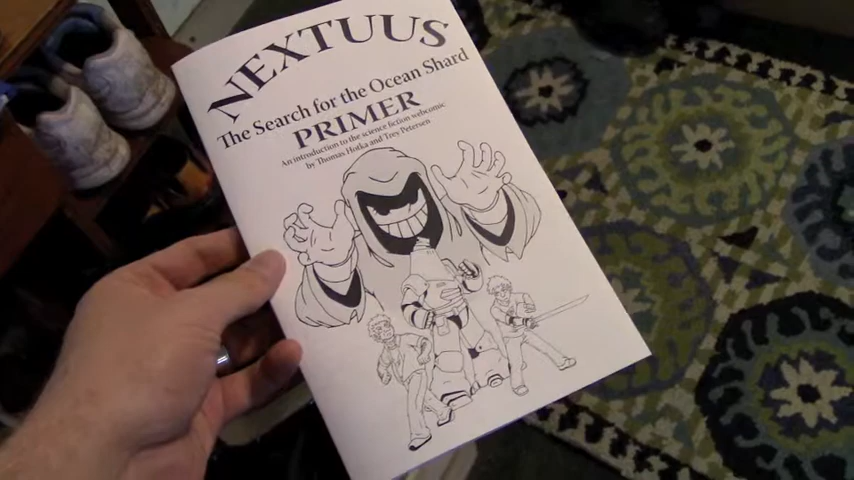 NEXTUUS
The Search for the Ocean Shard
PRIMER
An introduction to the science fiction webcomic
by Thomas Hotka and Trey Petersen